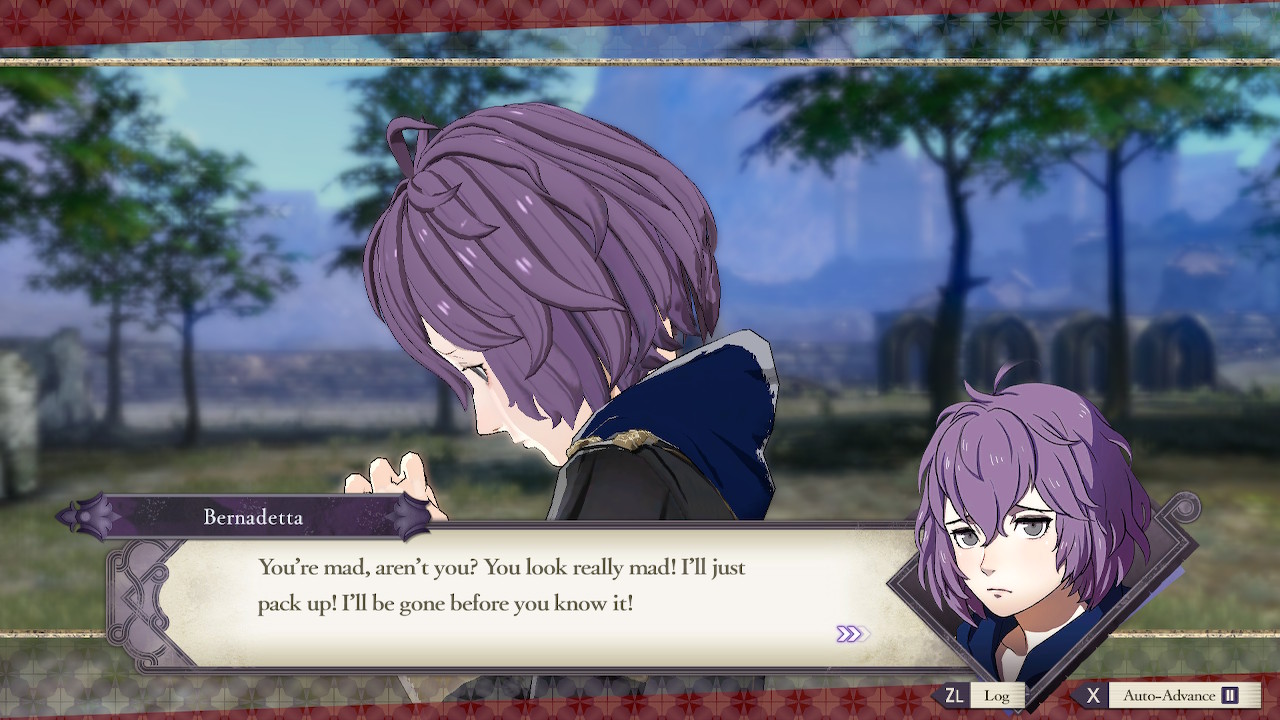 Bernadetta
You're mad, aren't you? You look really mad! I'll just
pack up! I'll be gone before you know it!
ZL Log X Auto-Advance